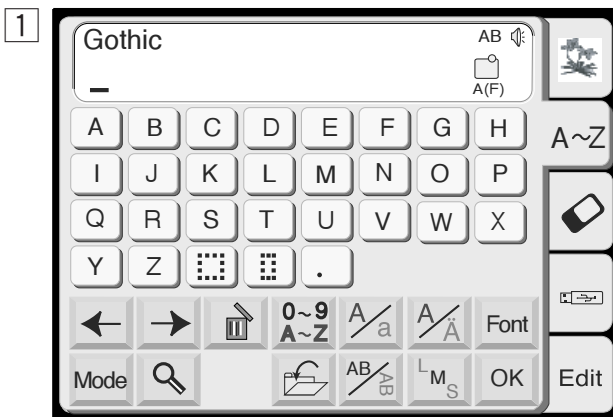 1
Gothic AB
A(F)
_
A B C D E F G H A~Z
I J K L M N O P
Q R S T U V W X
Y Z .
0~9 A~Z A/a A/Ä Font
Mode AB/AB L M S OK Edit